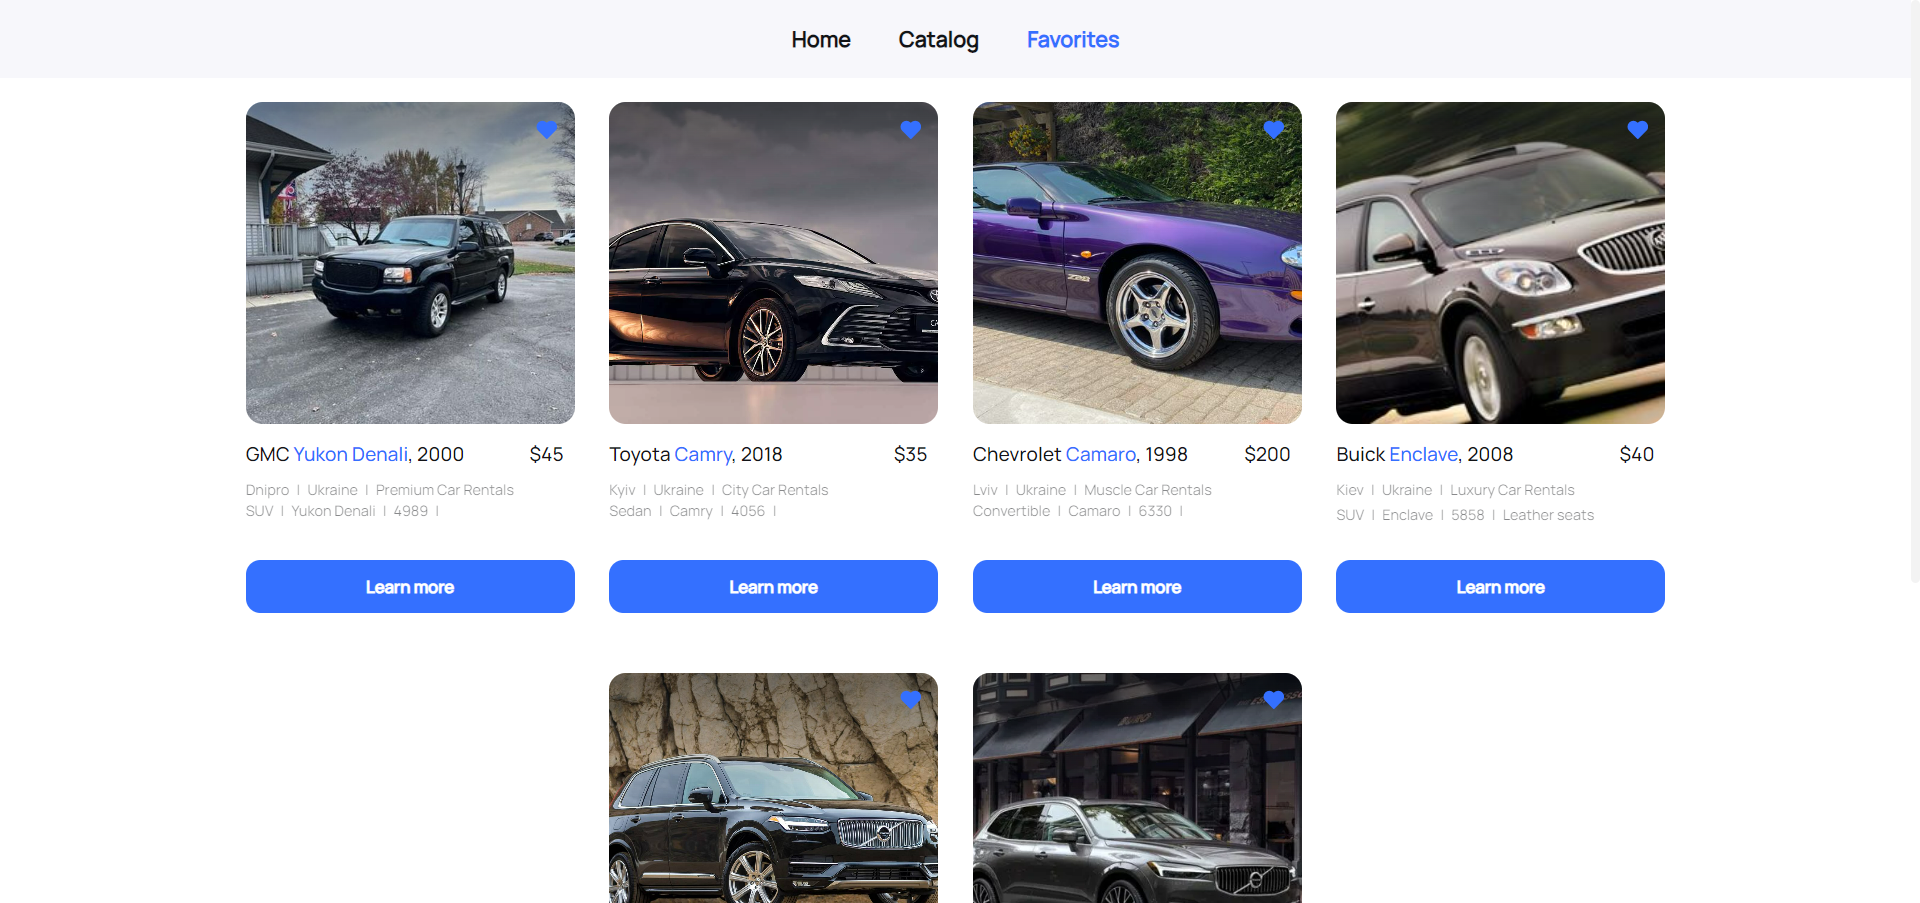 Home Catalog Favorites
GMC Yukon Denali, 2000 $45
Dnipro | Ukraine | Premium Car Rentals
SUV | Yukon Denali | 4989 |
Learn more
Toyota Camry, 2018 $35
Kyiv | Ukraine | City Car Rentals
Sedan | Camry | 4056 |
Learn more
Z28
Chevrolet Camaro, 1998 $200
Lviv | Ukraine | Muscle Car Rentals
Convertible | Camaro | 6330 |
Learn more
Buick Enclave, 2008 $40
Kiev | Ukraine | Luxury Car Rentals
SUV | Enclave | 5858 | Leather seats
Learn more